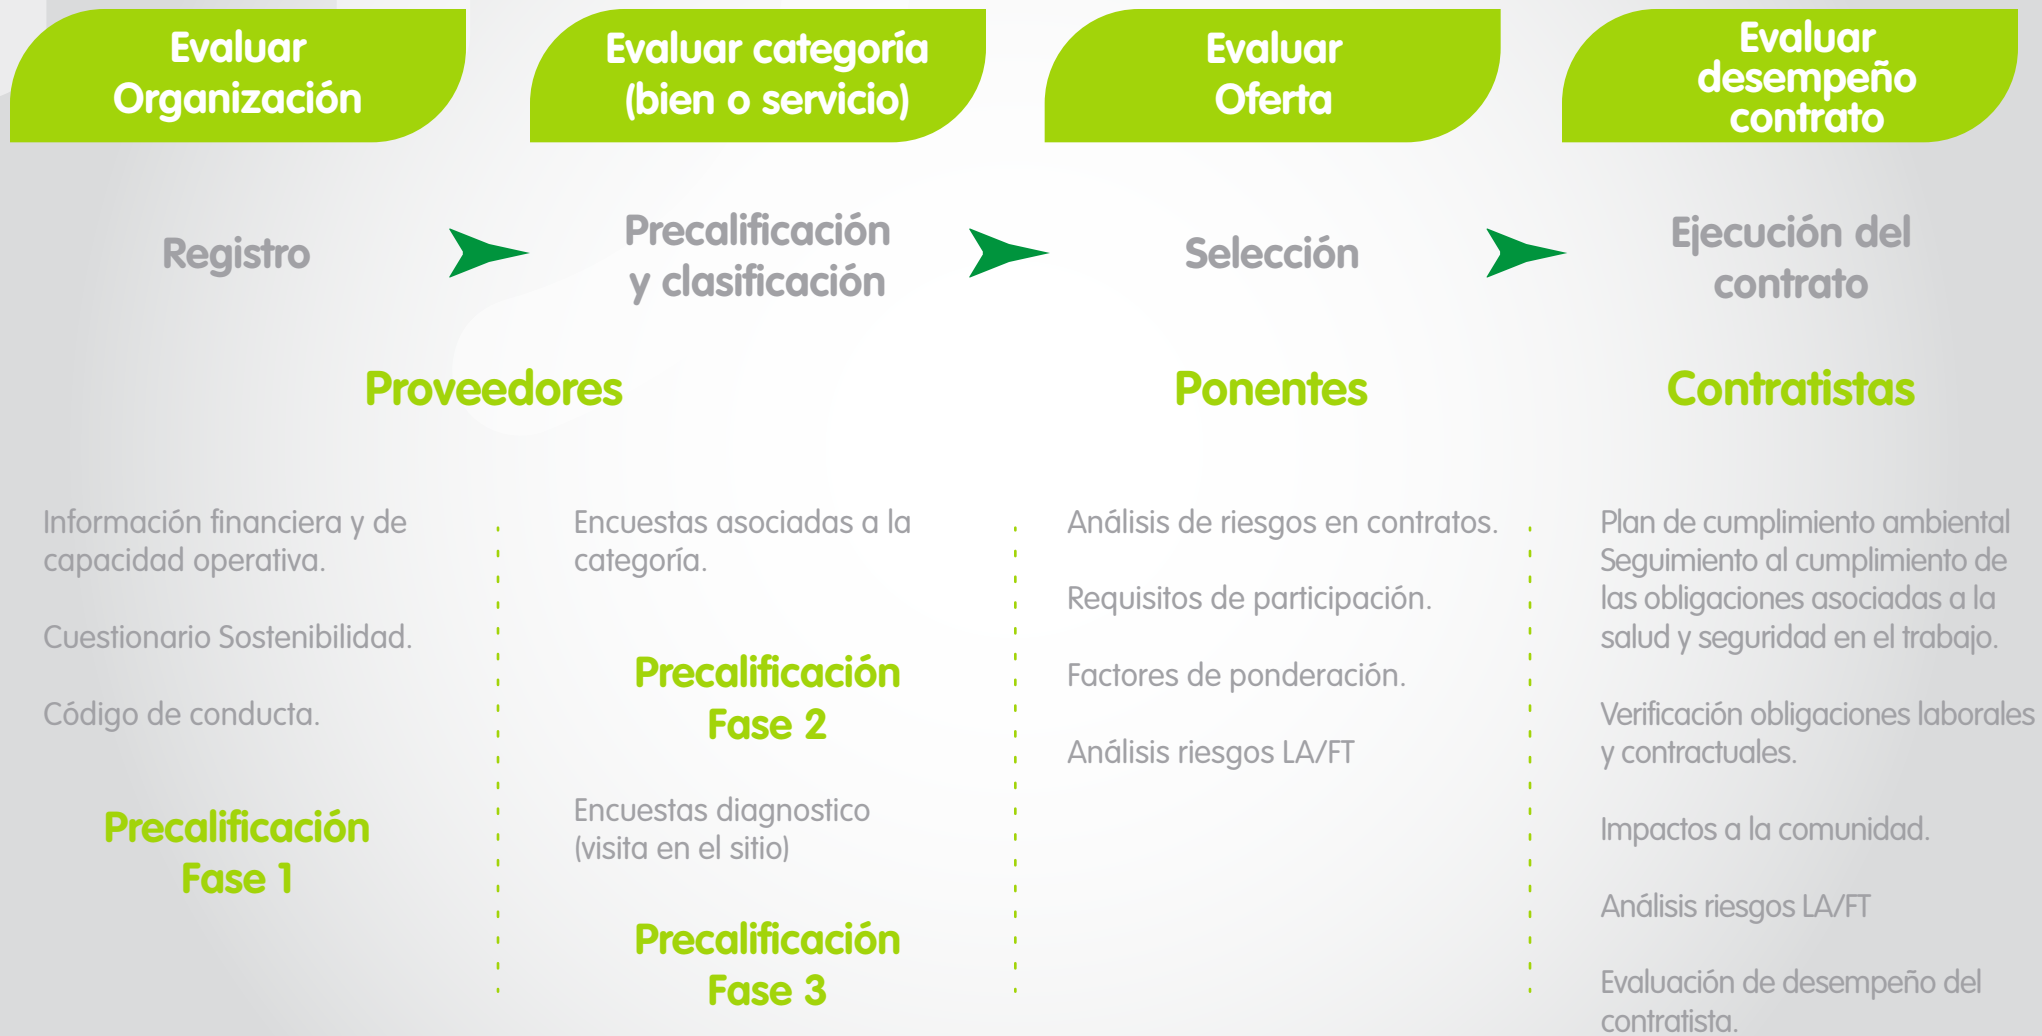 Evaluar
Organización
Evaluar categoría
(bien o servicio)
Evaluar
Oferta
Evaluar
desempeño
contrato
Registro
Precalificación
y clasificación
Selección
Ejecución del
contrato
Proveedores
Ponentes
Contratistas
Información financiera y de
capacidad operativa.
Cuestionario Sostenibilidad.
Código de conducta.
Precalificación
Fase 1
Encuestas asociadas a la
categoría.
Precalificación
Fase 2
Encuestas diagnostico
(visita en el sitio)
Precalificación
Fase 3
Análisis de riesgos en contratos.
Requisitos de participación.
Factores de ponderación.
Análisis riesgos LA/FT
Plan de cumplimiento ambiental
Seguimiento al cumplimiento de
las obligaciones asociadas a la
salud y seguridad en el trabajo.
Verificación obligaciones laborales
y contractuales.
Impactos a la comunidad.
Análisis riesgos LA/FT
Evaluación de desempeño del
contratista.